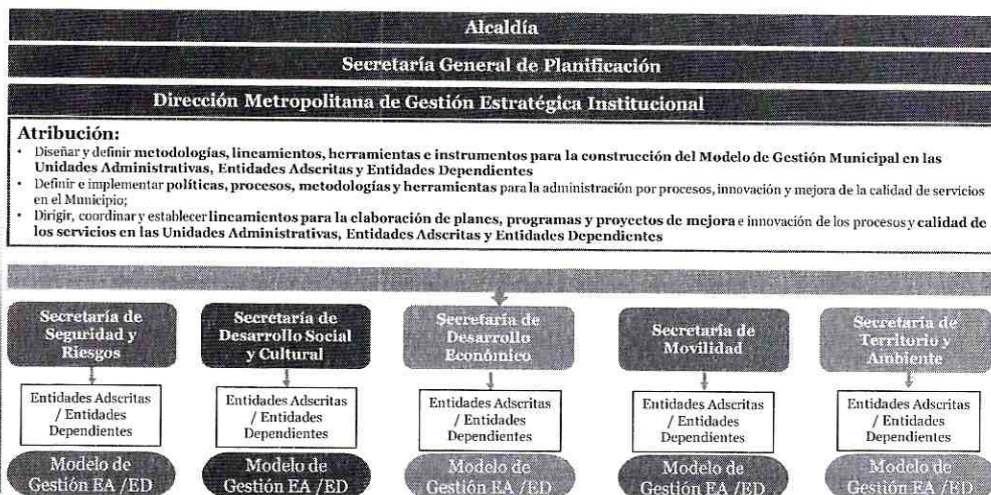 Alcaldía
Secretaría General de Planificación
Dirección Metropolitana de Gestión Estratégica Institucional
Atribución:
• Diseñar y definir metodologías, lineamientos, herramientas e instrumentos para la construcción del Modelo de Gestión Municipal en las
Unidades Administrativas, Entidades Adscritas y Entidades Dependientes
• Definir e implementar políticas, procesos, metodologías y herramientas para la administración por procesos, innovación y mejora de la calidad de servicios
en el Municipio;
• Dirigir, coordinar y establecer lineamientos para la elaboración de planes, programas y proyectos de mejora e innovación de los procesos y calidad de
los servicios en las Unidades Administrativas, Entidades Adscritas y Entidades Dependientes
Secretaría de
Seguridad y
Riesgos
Entidades Adscritas
/ Entidades
Dependientes
Modelo de
Gestión EA /ED
Secretaría de
Desarrollo Social
y Cultural
Entidades Adscritas
/ Entidades
Dependientes
Modelo de
Gestión EA /ED
Secretaría de
Desarrollo
Económico
Entidades Adscritas
/ Entidades
Dependientes
Modelo de
Gestión EA /ED
Secretaría de
Movilidad
Entidades Adscritas
/ Entidades
Dependientes
Modelo de
Gestión EA /ED
Secretaría de
Territorio y
Ambiente
Entidades Adscritas
/ Entidades
Dependientes
Modelo de
Gestión EA /ED